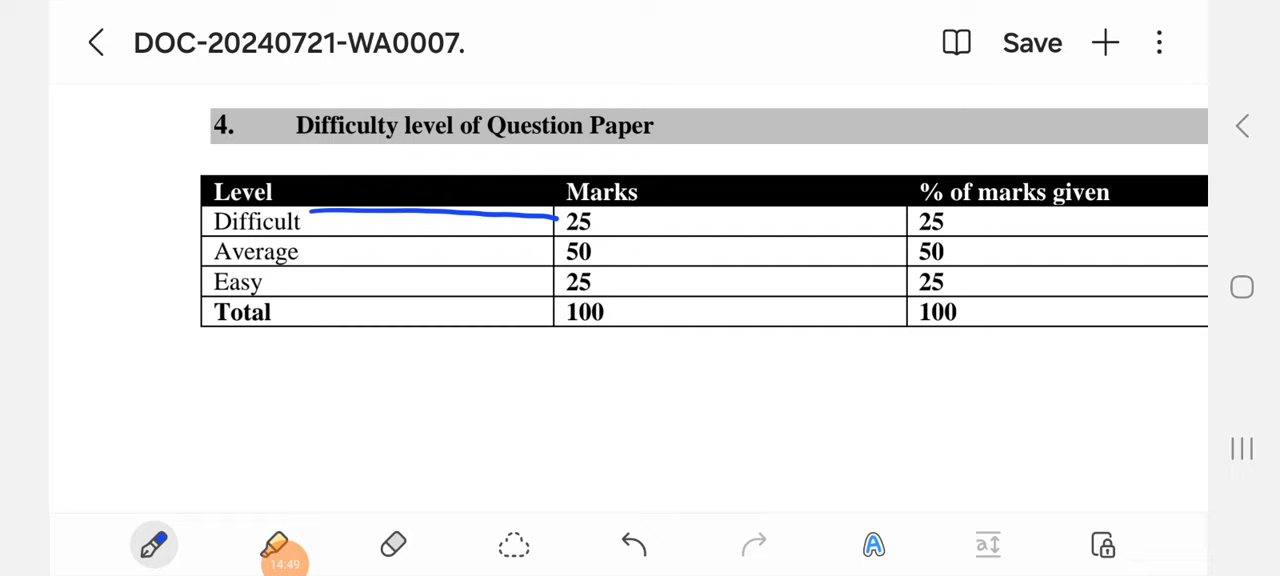 DOC-20240721-WA0007.
Save
4. Difficulty level of Question Paper
Level Marks % of marks given
Difficult 25 25
Average 50 50
Easy 25 25
Total 100 100
14:49
A a